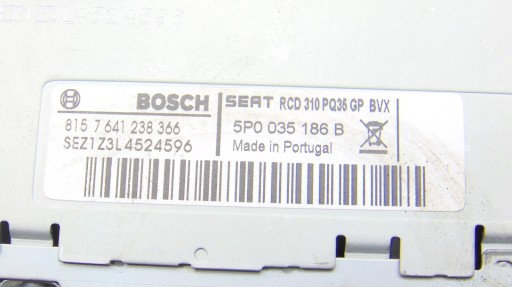 BOSCH
SEAT RCD 310 PQ35 GP BVX
815 7 641 238 366
5P0 035 186 B
SEZ1Z3L4524596
Made in Portugal